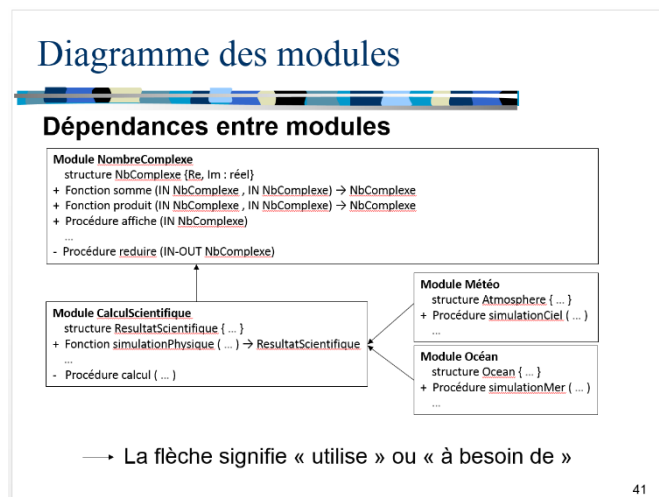 Diagramme des modules
Dépendances entre modules
Module NombreComplexe
structure NbComplexe {Re, Im : réel}
+ Fonction somme (IN NbComplexe , IN NbComplexe) → NbComplexe
+ Fonction produit (IN NbComplexe , IN NbComplexe) → NbComplexe
+ Procédure affiche (IN NbComplexe)
...
- Procédure reduire (IN-OUT NbComplexe)
Module CalculScientifique
structure ResultatScientifique { ... }
+ Fonction simulationPhysique ( ... ) → ResultatScientifique
...
- Procédure calcul ( ... )
Module Météo
structure Atmosphere { ... }
+ Procédure simulationCiel ( ... )
...
Module Océan
structure Ocean { ... }
+ Procédure simulationMer ( ... )
...
La flèche signifie « utilise » ou « à besoin de »
41